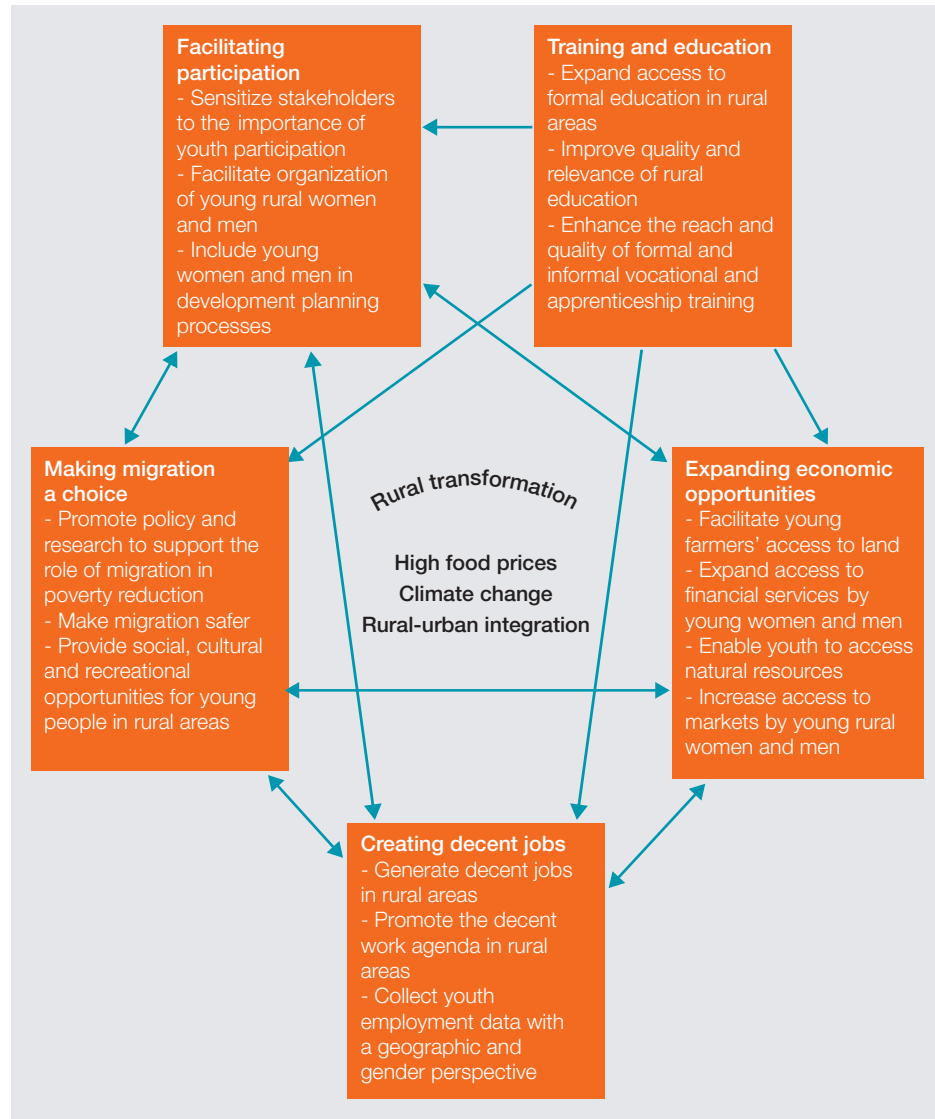 Facilitating
participation
- Sensitize stakeholders
to the importance of
youth participation
- Facilitate organization
of young rural women
and men
- Include young
women and men in
development planning
processes
Training and education
- Expand access to
formal education in rural
areas
- Improve quality and
relevance of rural
education
- Enhance the reach and
quality of formal and
informal vocational and
apprenticeship training
Making migration
a choice
- Promote policy and
research to support the
role of migration in
poverty reduction
- Make migration safer
- Provide social, cultural
and recreational
opportunities for young
people in rural areas
Rural transformation
High food prices
Climate change
Rural-urban integration
Expanding economic
opportunities
- Facilitate young
farmers’ access to land
- Expand access to
financial services by
young women and men
- Enable youth to access
natural resources
- Increase access to
markets by young rural
women and men
Creating decent jobs
- Generate decent jobs
in rural areas
- Promote the decent
work agenda in rural
areas
- Collect youth
employment data with
a geographic and
gender perspective